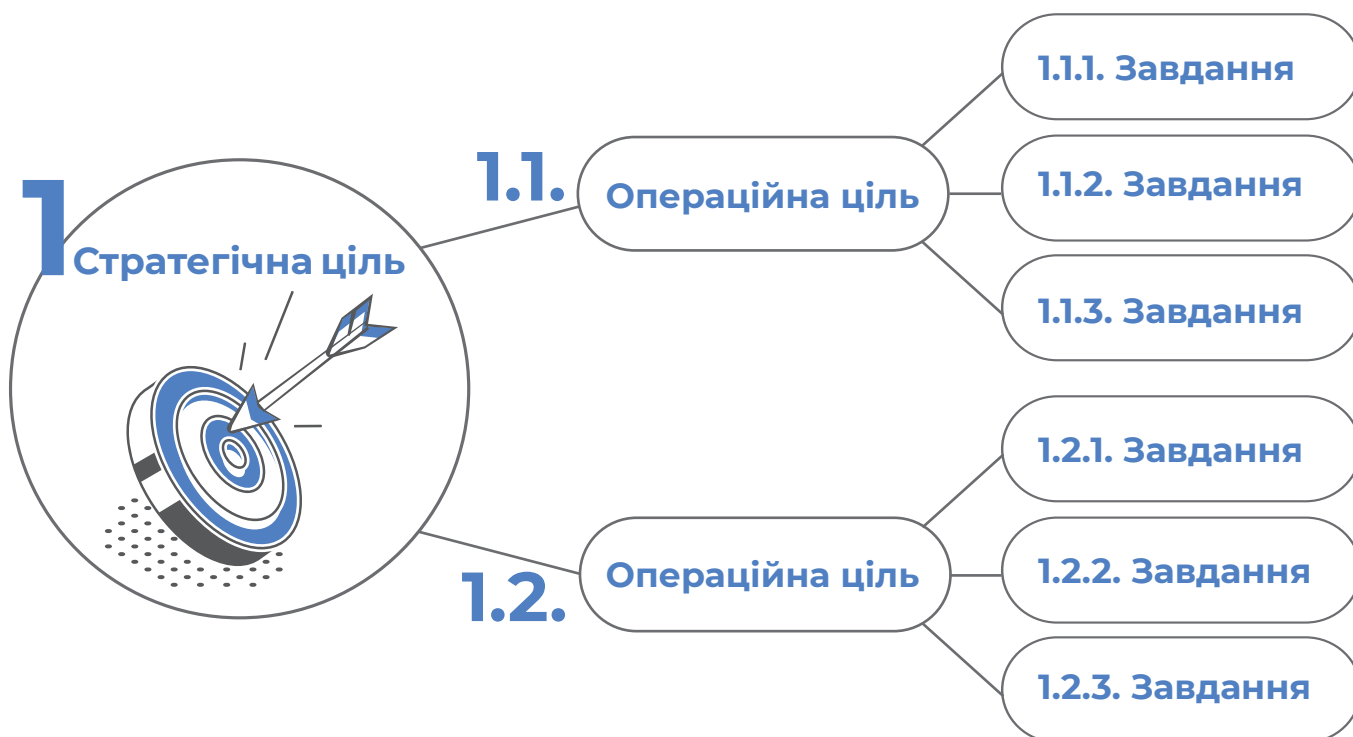 1
Стратегічна ціль
1.1.
Операційна ціль
1.1.1. Завдання
1.1.2. Завдання
1.1.3. Завдання
1.2.
Операційна ціль
1.2.1. Завдання
1.2.2. Завдання
1.2.3. Завдання